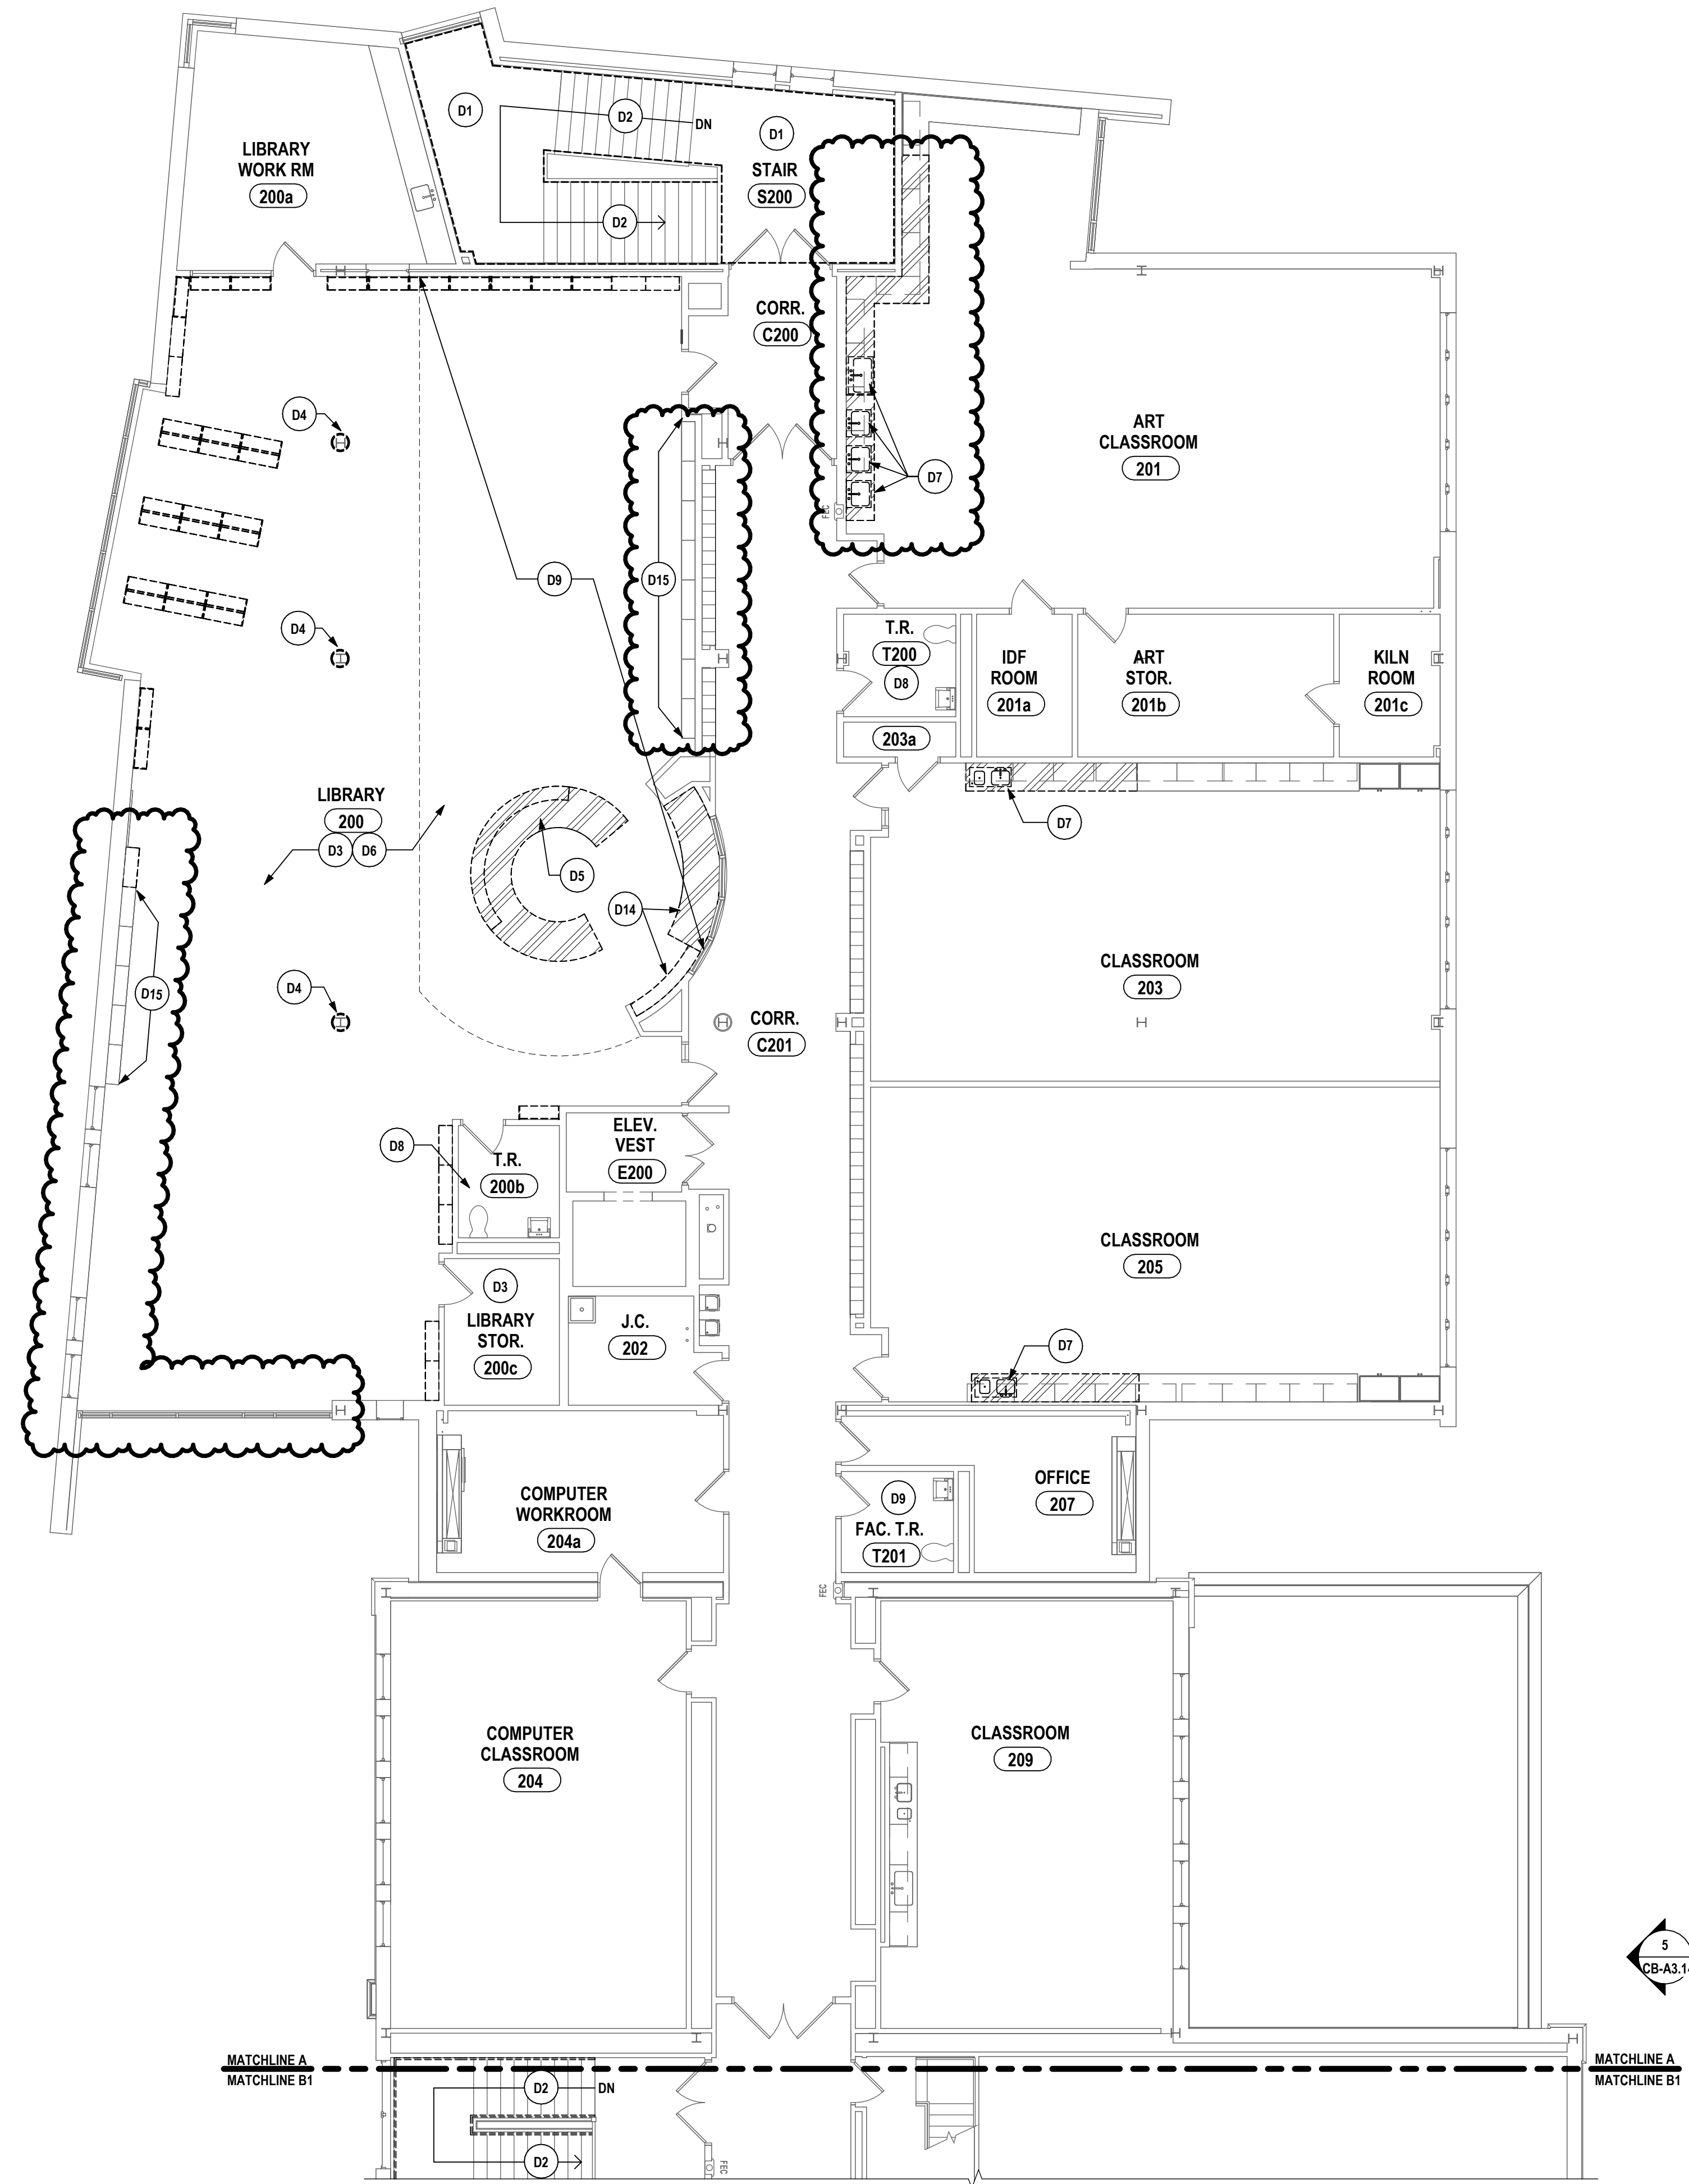 D1
D2
DN
D1
LIBRARY
WORK RM
200a
STAIR
S200
D2
CORR.
C200
D4
ART
CLASSROOM
201
D7
FEC
D9
D15
D4
T.R.
T200
D8
IDF
ROOM
201a
ART
STOR.
201b
KILN
ROOM
201c
203a
LIBRARY
200
D3
D6
D7
D5
D14
CLASSROOM
203
D15
D4
CORR.
C201
D8
T.R.
200b
ELEV.
VEST
E200
CLASSROOM
205
D3
LIBRARY
STOR.
200c
J.C.
202
D7
COMPUTER
WORKROOM
204a
D9
FAC. T.R.
T201
OFFICE
207
FEC
COMPUTER
CLASSROOM
204
CLASSROOM
209
5
CB-A3.1
MATCHLINE A
MATCHLINE B1
MATCHLINE A
MATCHLINE B1
D2
DN
D2
FEC